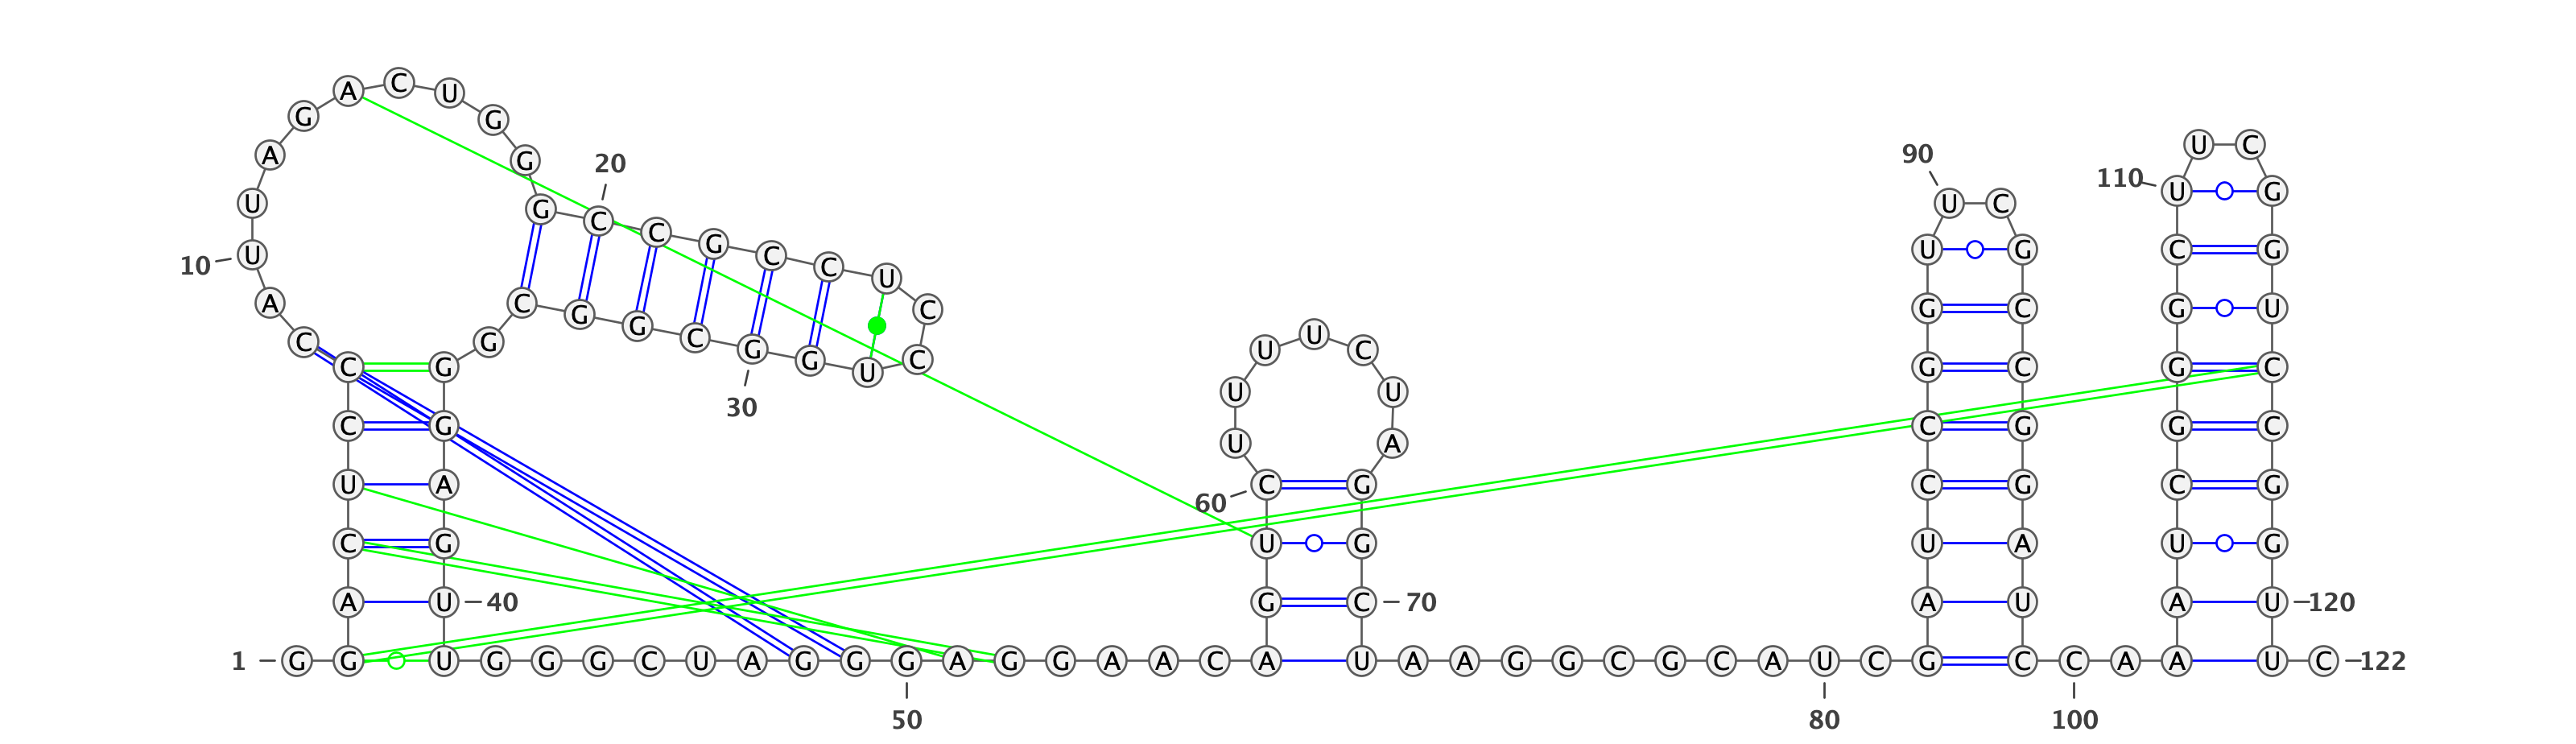 1
G G A C U C C C A U
10
U A G A C U G G G C
20
C G C C U C C U G G
30
C G G C G G G A G U
40
U G G G C U A G G G
50
A G G A A C A G U C
60
U U U U C U A G G C
70
U A A G G C G C A U
80
C G A U C C G G U U
90
C G C C G G A U C C
100
A A A U C G G G C U
110
U C G G U C C G G U
120
U C
122